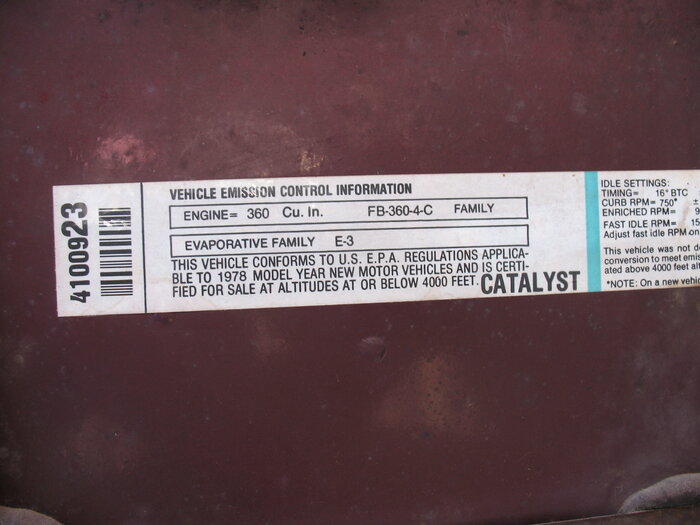 4100923
VEHICLE EMISSION CONTROL INFORMATION
ENGINE= 360 Cu. In. FB-360-4-C FAMILY
EVAPORATIVE FAMILY E-3
THIS VEHICLE CONFORMS TO U.S. E.P.A. REGULATIONS APPLICA-
BLE TO 1978 MODEL YEAR NEW MOTOR VEHICLES AND IS CERTI-
FIED FOR SALE AT ALTITUDES AT OR BELOW 4000 FEET.
CATALYST
IDLE SETTINGS:
TIMING= 16° BTC
CURB RPM= 750* ±
ENRICHED RPM= 9
FAST IDLE RPM= 15
Adjust fast idle RPM on
This vehicle was not d
conversion to meet emis
ated above 4000 feet alt
*NOTE: On a new vehic